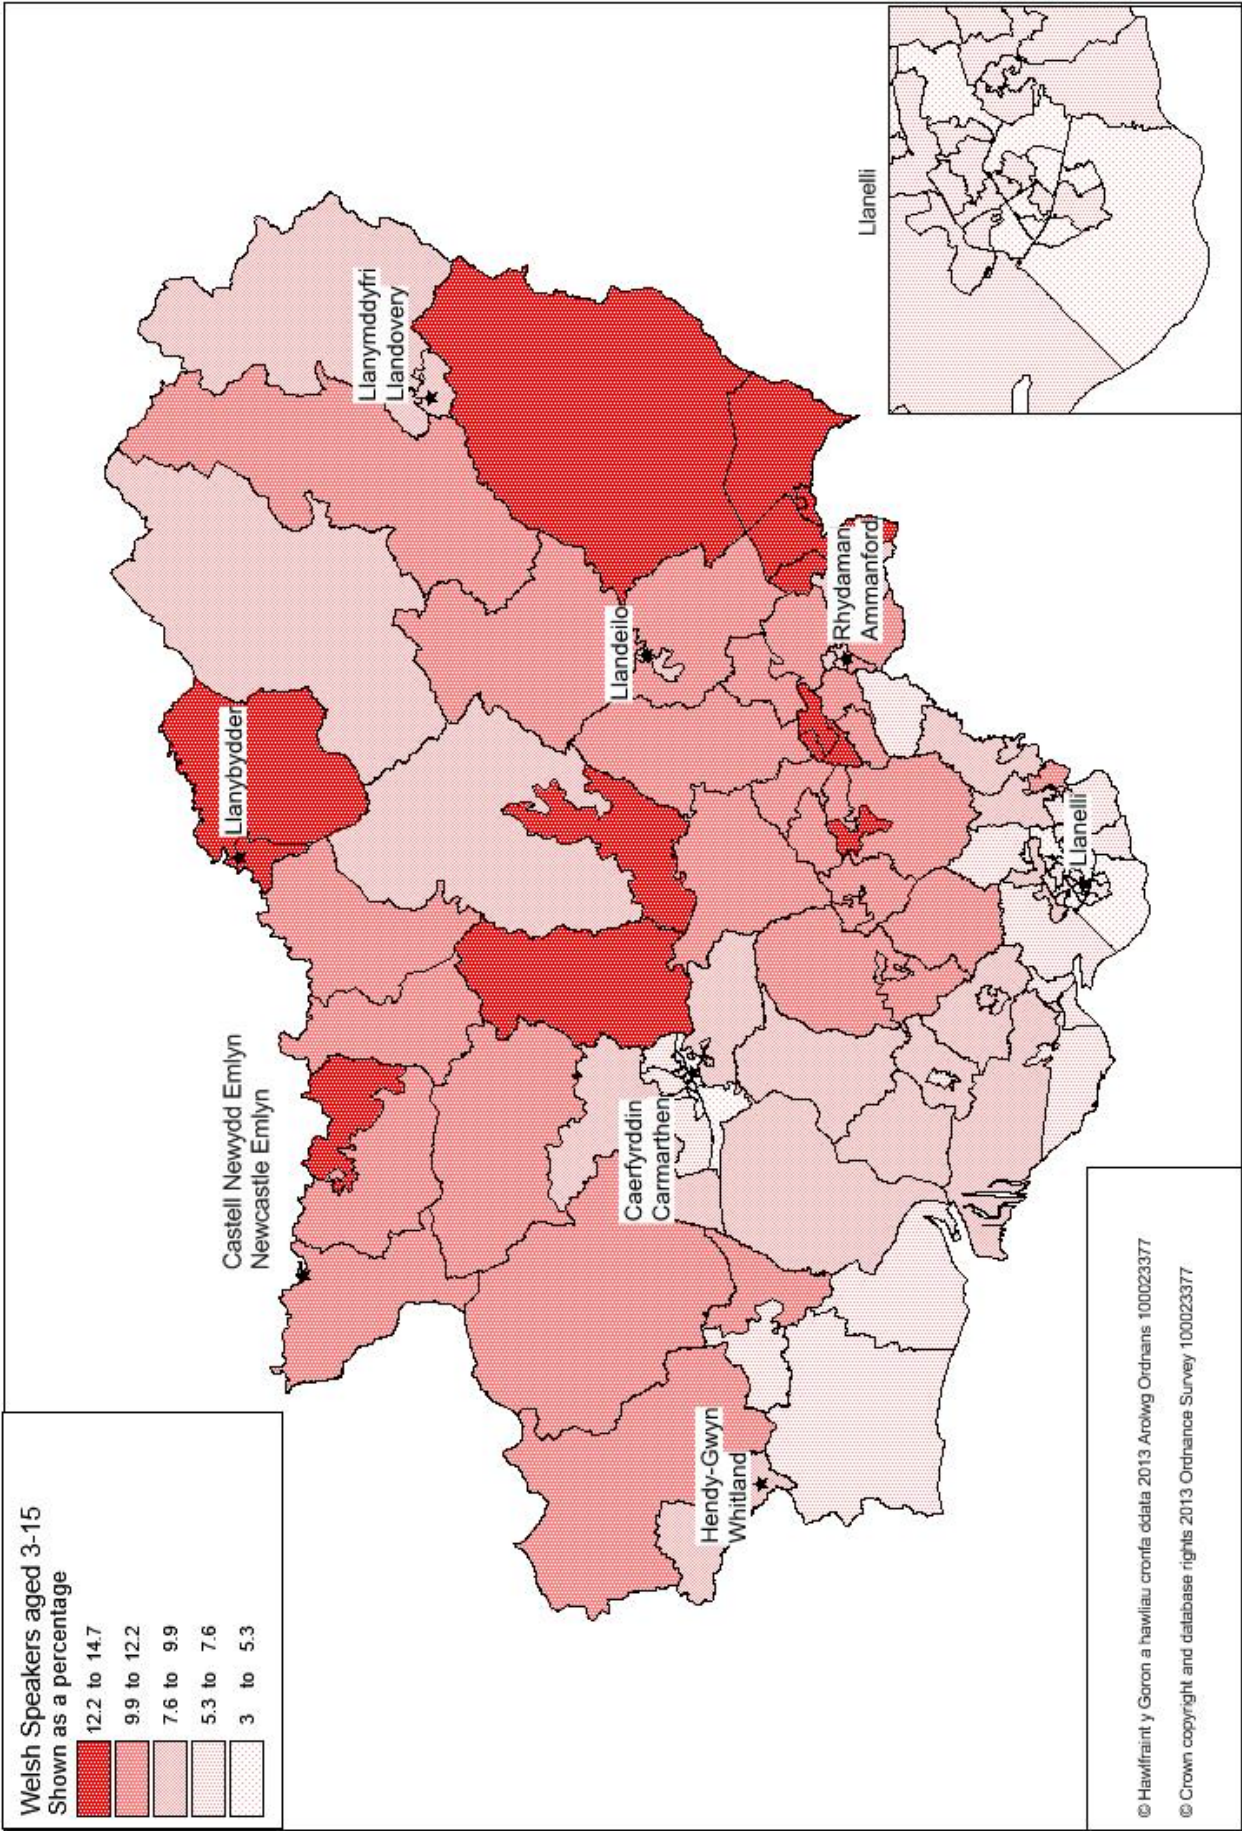 Welsh Speakers aged 3-15
Shown as a percentage
12.2 to 14.7
9.9 to 12.2
7.6 to 9.9
5.3 to 7.6
3 to 5.3
Castell Newydd Emlyn
Newcastle Emlyn
Llanybydder
Llanymddyfri
Llandovery
Hendy-Gwyn
Whitland
Caerfyrddin
Carmarthen
Llandeilo
Rhydaman
Ammanford
Llanelli
Llanelli
© Hawlfraint y Goron a hawliau cronfa ddata 2013 Arolwg Ordnans 100023377
© Crown copyright and database rights 2013 Ordnance Survey 100023377